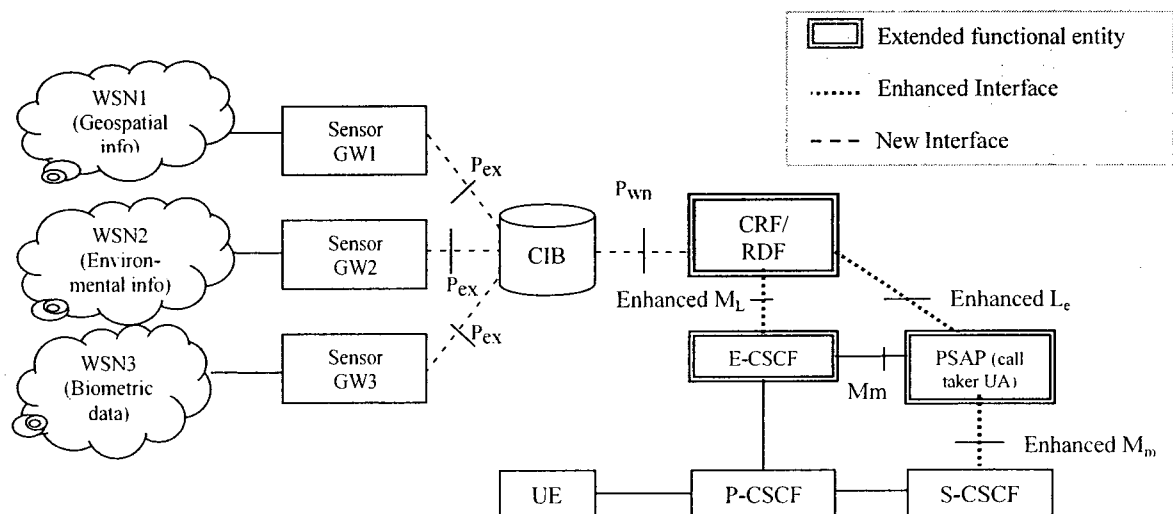 Extended functional entity
Enhanced Interface
New Interface
WSN1
(Geospatial
info)
Sensor
GW1
Pex
Pwn
WSN2
(Environ-
mental info)
Sensor
GW2
Pex
CIB
CRF/
RDF
Enhanced ML
Enhanced Le
WSN3
(Biometric
data)
Sensor
GW3
Pex
E-CSCF
Mm
PSAP (call
taker UA)
Enhanced Mm
UE
P-CSCF
S-CSCF